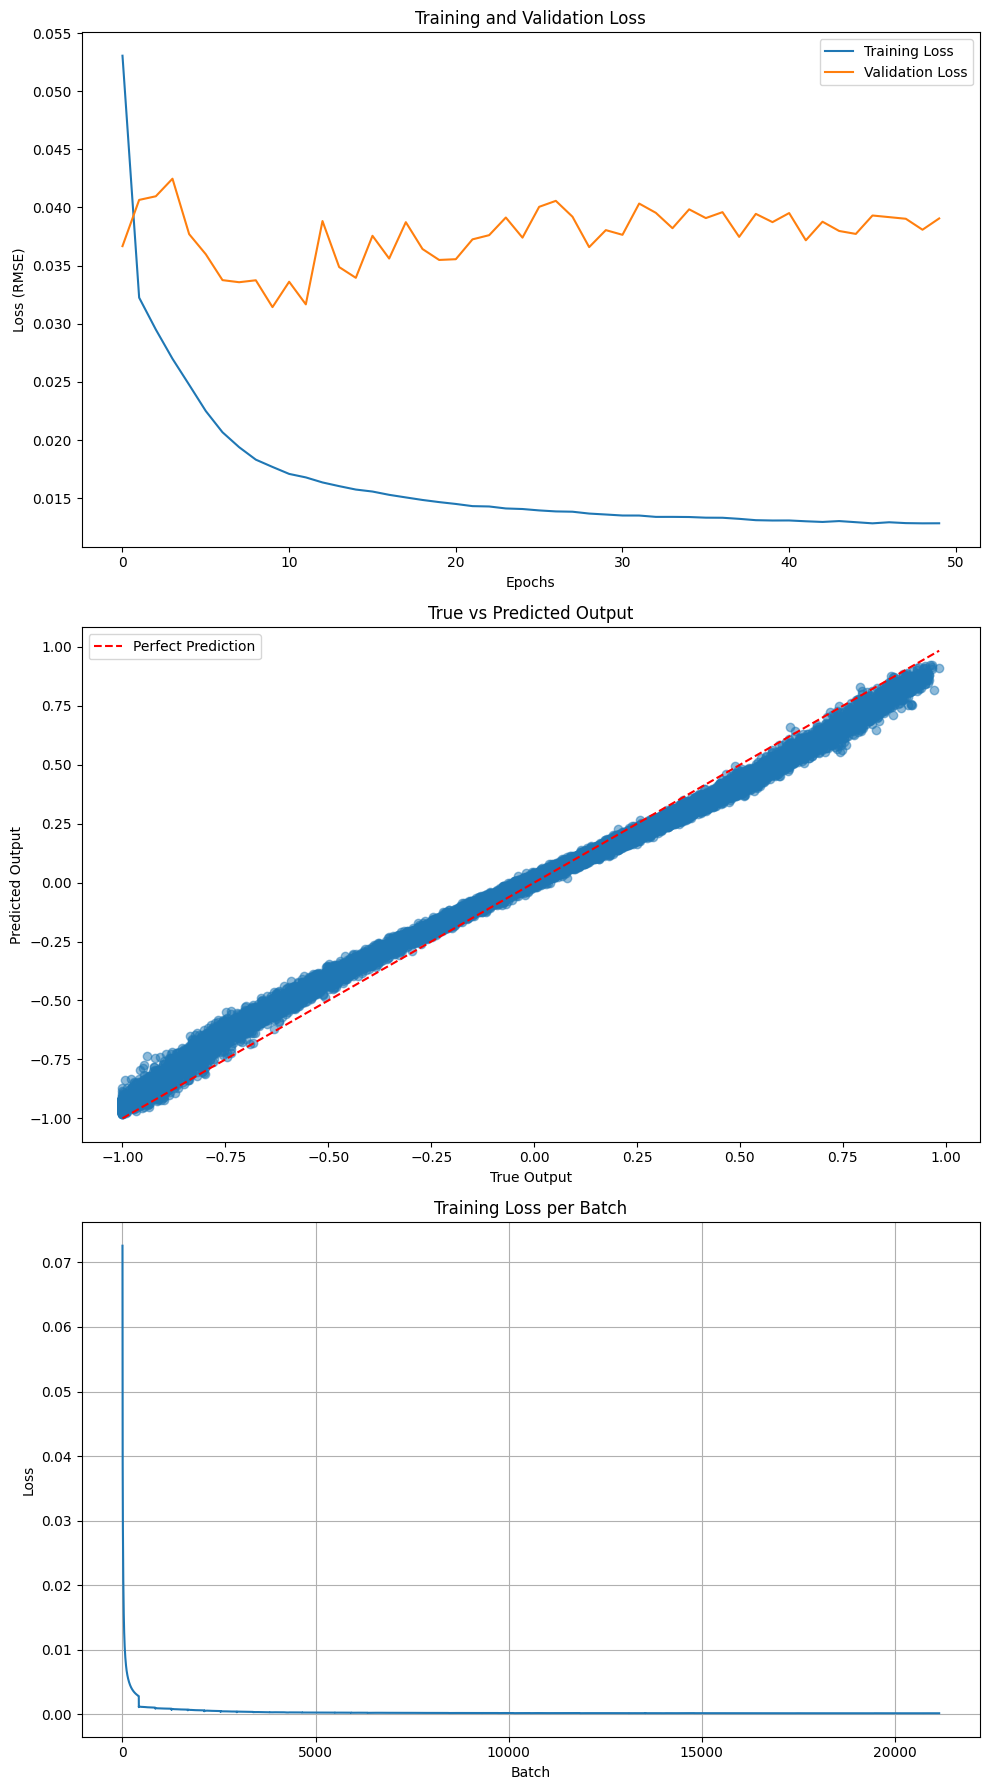 Training and Validation Loss
0.055
0.050
0.045
0.040
0.035
0.030
0.025
0.020
0.015
Loss (RMSE)
Training Loss
Validation Loss
0 10 20 30 40 50
Epochs
True vs Predicted Output
1.00
0.75
0.50
0.25
0.00
−0.25
−0.50
−0.75
−1.00
Predicted Output
Perfect Prediction
−1.00 −0.75 −0.50 −0.25 0.00 0.25 0.50 0.75 1.00
True Output
Training Loss per Batch
0.07
0.06
0.05
0.04
0.03
0.02
0.01
0.00
Loss
0 5000 10000 15000 20000
Batch